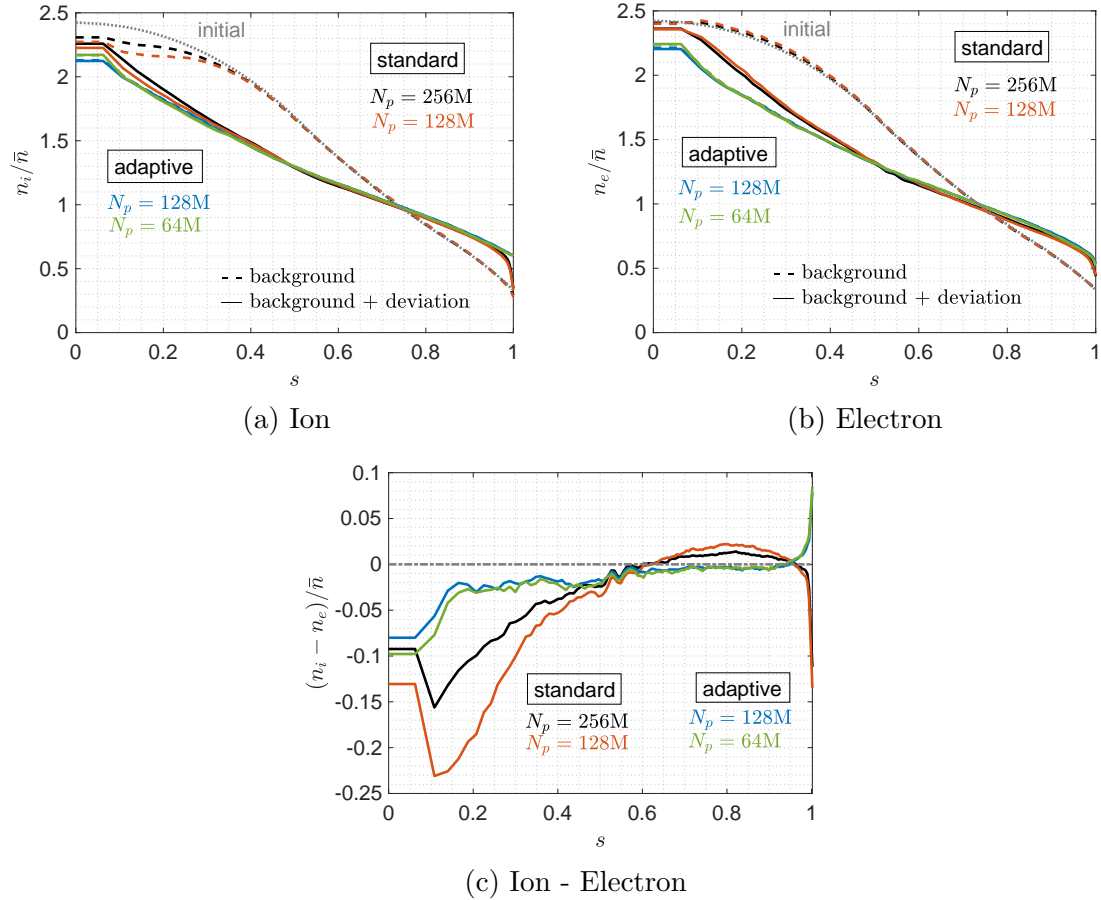 2.5
2
1.5
1
0.5
0
n_i/n̄
initial
standard
N_p = 256M
N_p = 128M
adaptive
N_p = 128M
N_p = 64M
background
background + deviation
0 0.2 0.4 0.6 0.8 1
s
(a) Ion
2.5
2
1.5
1
0.5
0
n_e/n̄
initial
standard
N_p = 256M
N_p = 128M
adaptive
N_p = 128M
N_p = 64M
background
background + deviation
0 0.2 0.4 0.6 0.8 1
s
(b) Electron
0.1
0.05
0
-0.05
-0.1
-0.15
-0.2
-0.25
(n_i − n_e)/n̄
standard
N_p = 256M
N_p = 128M
adaptive
N_p = 128M
N_p = 64M
0 0.2 0.4 0.6 0.8 1
s
(c) Ion - Electron